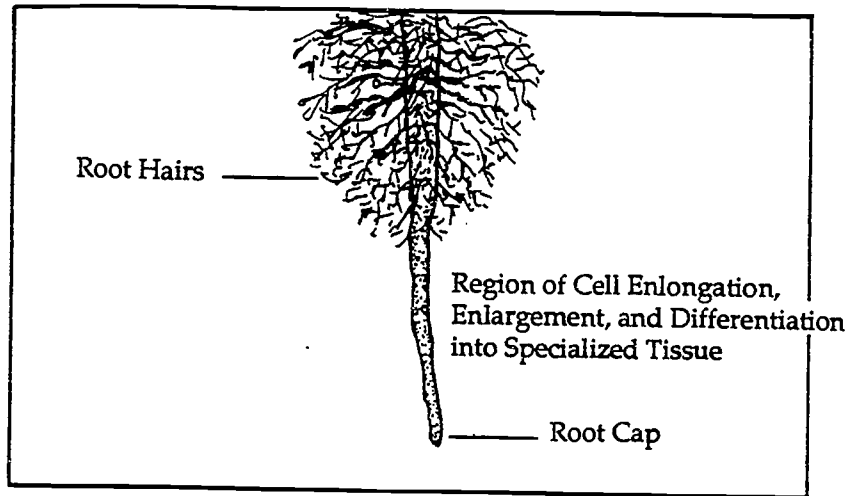 Root Hairs
Region of Cell Enlongation,
Enlargement, and Differentiation
into Specialized Tissue
Root Cap